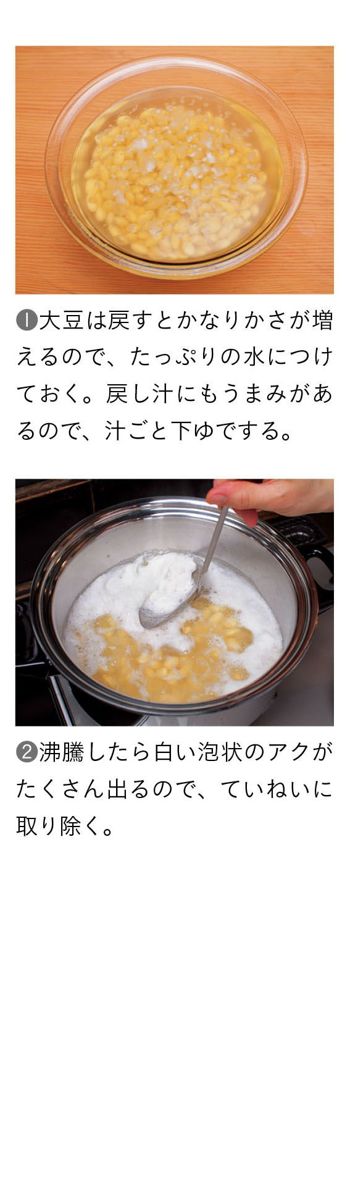 ❶大豆は戻すとかなりかさが増
えるので、たっぷりの水につけ
ておく。戻し汁にもうまみがあ
るので、汁ごと下ゆでする。
❷沸騰したら白い泡状のアクが
たくさん出るので、ていねいに
取り除く。